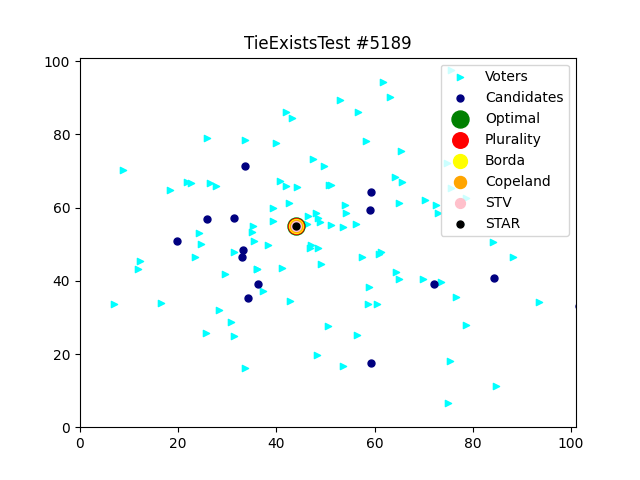 TieExistsTest #5189
100
80
60
40
20
0
0 20 40 60 80 100
Voters
Candidates
Optimal
Plurality
Borda
Copeland
STV
STAR